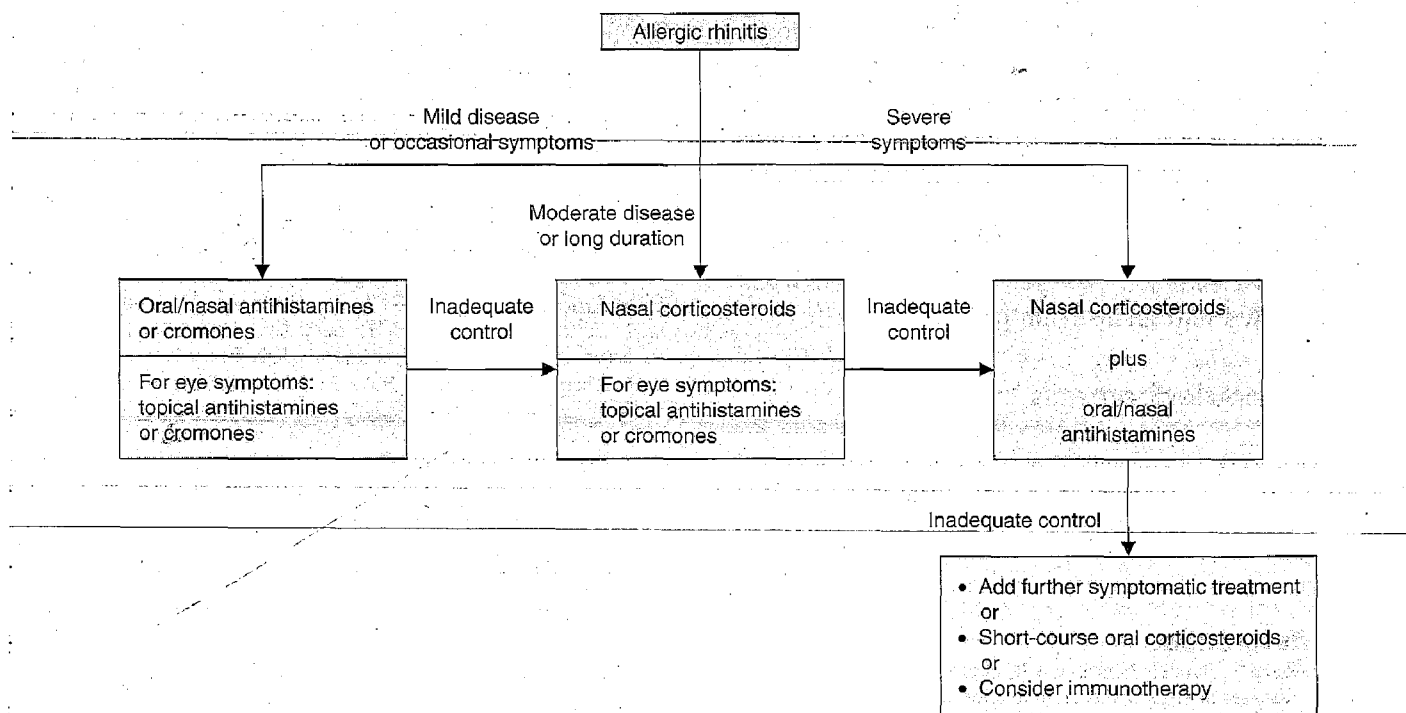 Allergic rhinitis
Mild disease
or occasional symptoms
Severe
symptoms
Moderate disease
or long duration
Oral/nasal antihistamines
or cromones
For eye symptoms:
topical antihistamines
or cromones
Inadequate
control
Nasal corticosteroids
For eye symptoms:
topical antihistamines
or cromones
Inadequate
control
Nasal corticosteroids
plus
oral/nasal
antihistamines
Inadequate control
• Add further symptomatic treatment
or
• Short-course oral corticosteroids
or
• Consider immunotherapy